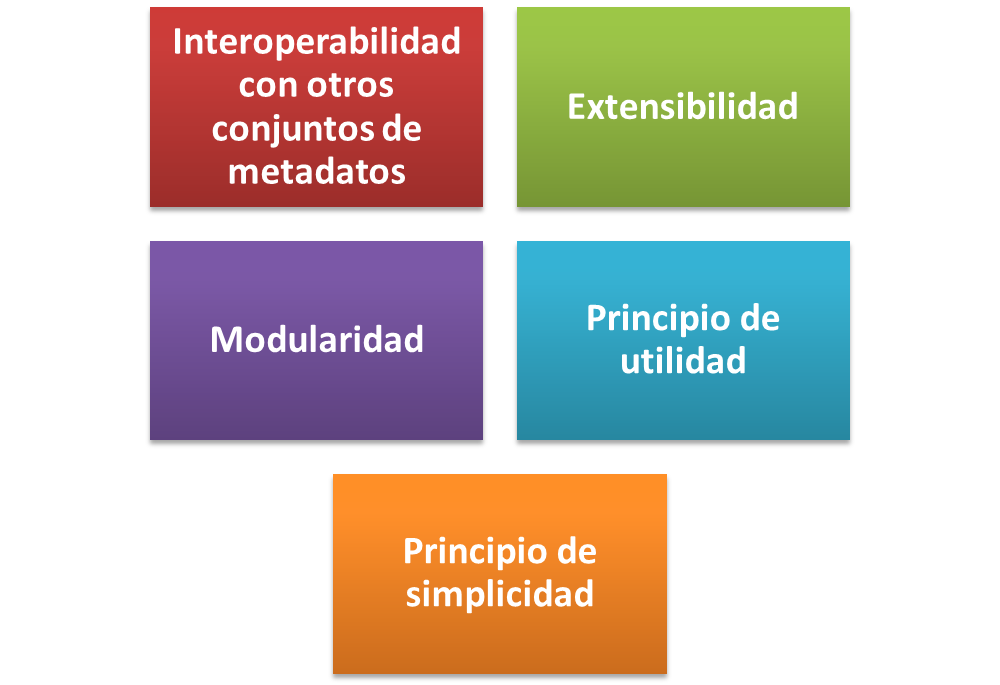 Interoperabilidad
con otros
conjuntos de
metadatos
Extensibilidad
Modularidad
Principio de
utilidad
Principio de
simplicidad